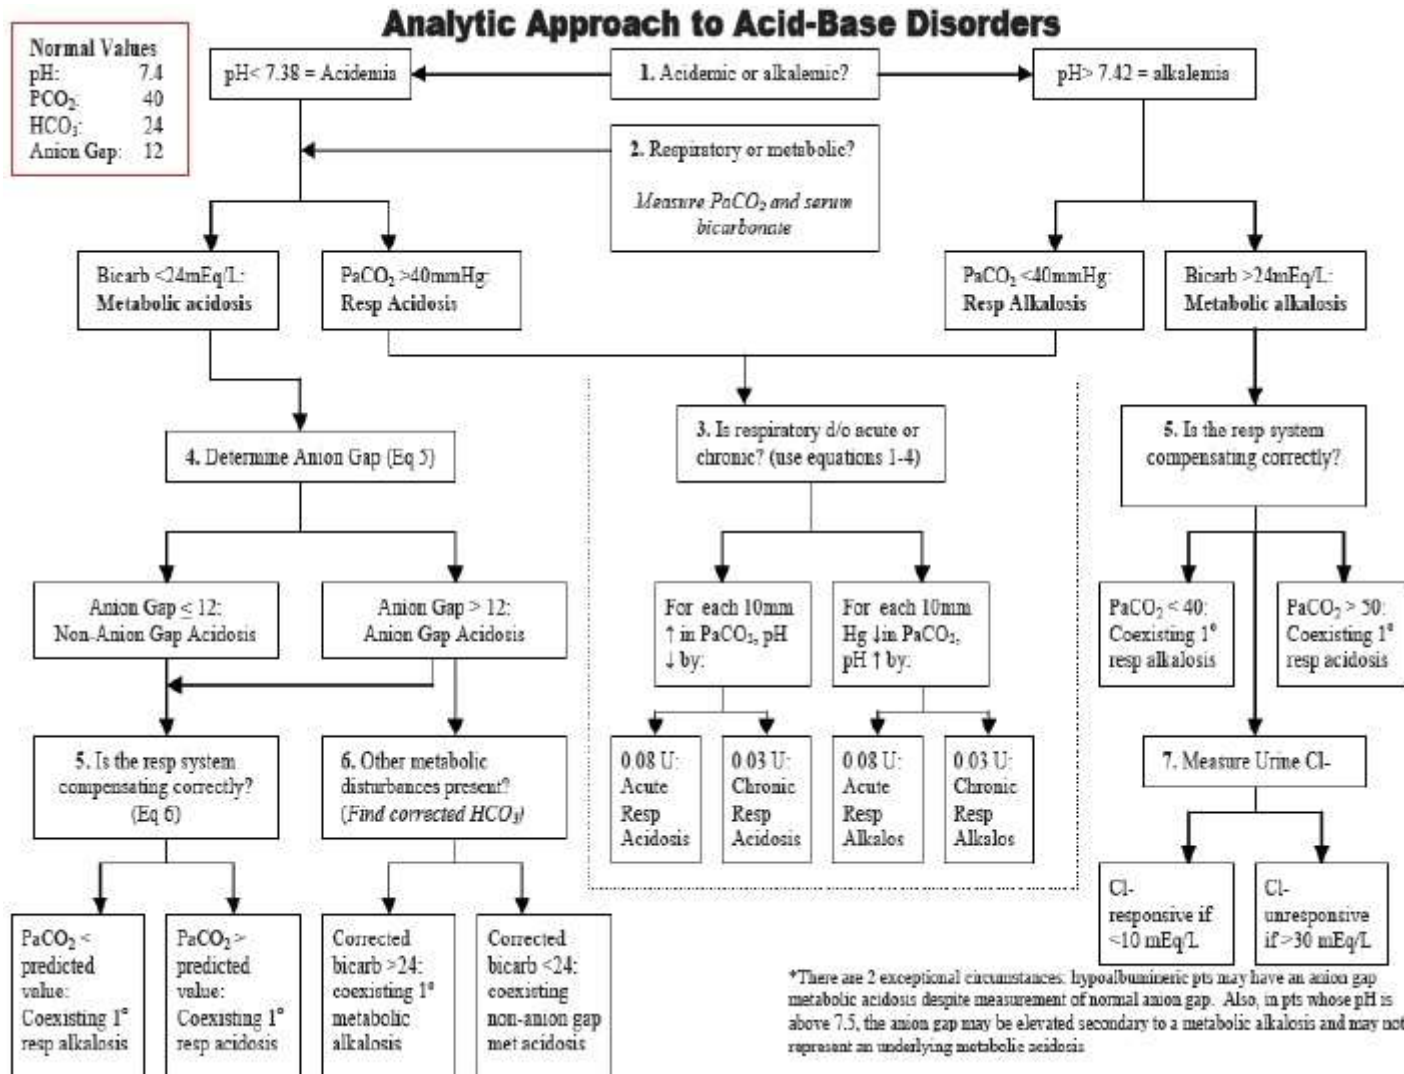 Analytic Approach to Acid-Base Disorders
Normal Values
pH: 7.4
PCO₂: 40
HCO₃: 24
Anion Gap: 12
pH< 7.38 = Acidemia
1. Acidemic or alkalemic?
pH> 7.42 = alkalemia
2. Respiratory or metabolic?
Measure PaCO₂ and serum
bicarbonate
Bicarb <24mEq/L:
Metabolic acidosis
PaCO₂ >40mmHg:
Resp Acidosis
PaCO₂ <40mmHg:
Resp Alkalosis
Bicarb >24mEq/L:
Metabolic alkalosis
4. Determine Anion Gap (Eq 5)
3. Is respiratory d/o acute or
chronic? (use equations 1-4)
5. Is the resp system
compensating correctly?
Anion Gap ≤ 12:
Non-Anion Gap Acidosis
Anion Gap > 12:
Anion Gap Acidosis
For each 10mm
↑ in PaCO₂, pH
↓ by:
For each 10mm
Hg ↓in PaCO₂,
pH ↑ by:
PaCO₂ < 40:
Coexisting 1°
resp alkalosis
PaCO₂ > 50:
Coexisting 1°
resp acidosis
5. Is the resp system
compensating correctly?
(Eq 6)
6. Other metabolic
disturbances present?
(Find corrected HCO₃)
0.08 U:
Acute
Resp
Acidosis
0.03 U:
Chronic
Resp
Acidosis
0.08 U:
Acute
Resp
Alkalos
0.03 U:
Chronic
Resp
Alkalos
7. Measure Urine Cl-
Cl-
responsive if
<10 mEq/L
Cl-
unresponsive
if >30 mEq/L
PaCO₂ <
predicted
value:
Coexisting 1°
resp alkalosis
PaCO₂ >
predicted
value:
Coexisting 1°
resp acidosis
Corrected
bicarb >24:
coexisting 1°
metabolic
alkalosis
Corrected
bicarb <24:
coexisting
non-anion gap
met acidosis
*There are 2 exceptional circumstances: hypoalbumineric pts may have an anion gap
metabolic acidosis despite measurement of normal anion gap. Also, in pts whose pH is
above 7.5, the anion gap may be elevated secondary to a metabolic alkalosis and may not
represent an underlying metabolic acidosis